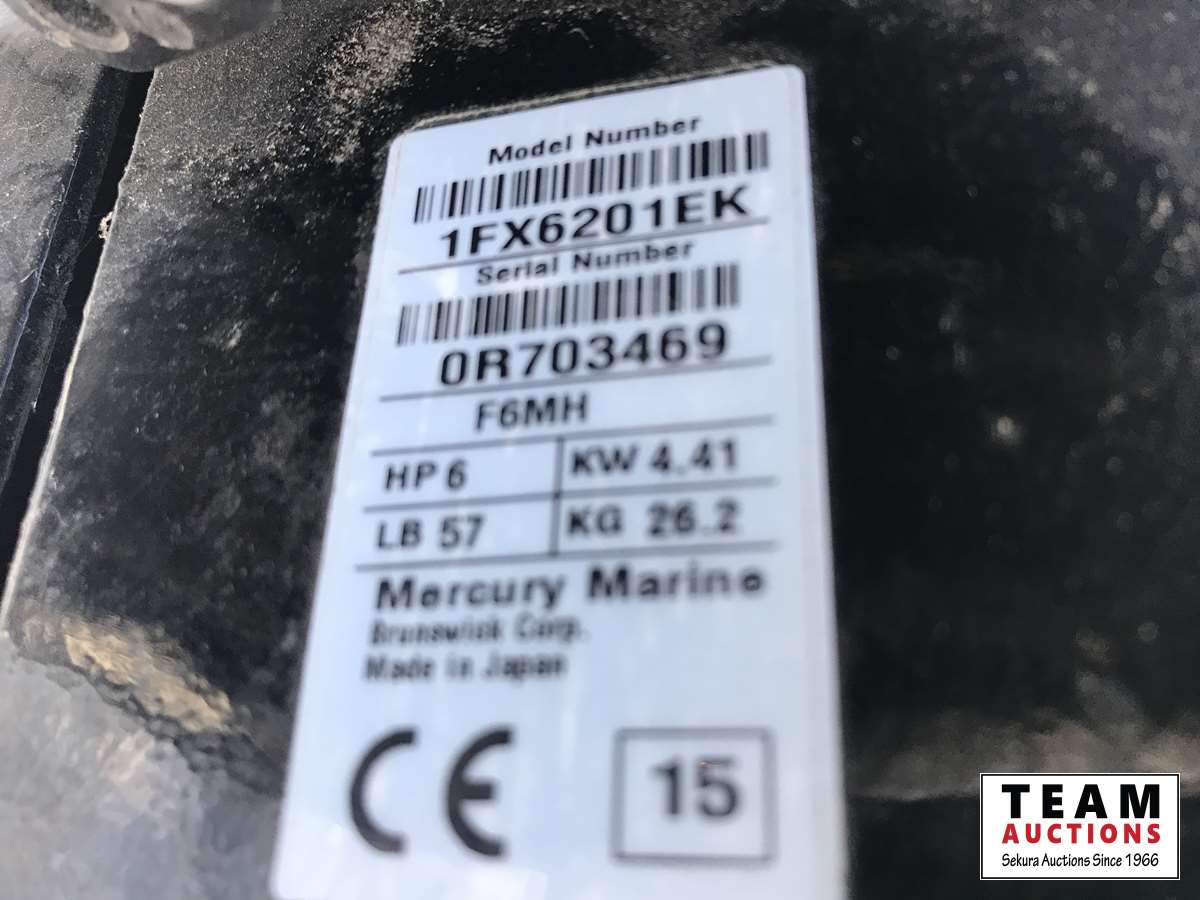 Model Number
1FX6201EK
Serial Number
0R703469
F6MH
HP 6 KW 4.41
LB 57 KG 26.2
Mercury Marine
Brunswick Corp.
Made in Japan
CE 15
TEAM
AUCTIONS
Sekura Auctions Since 1966